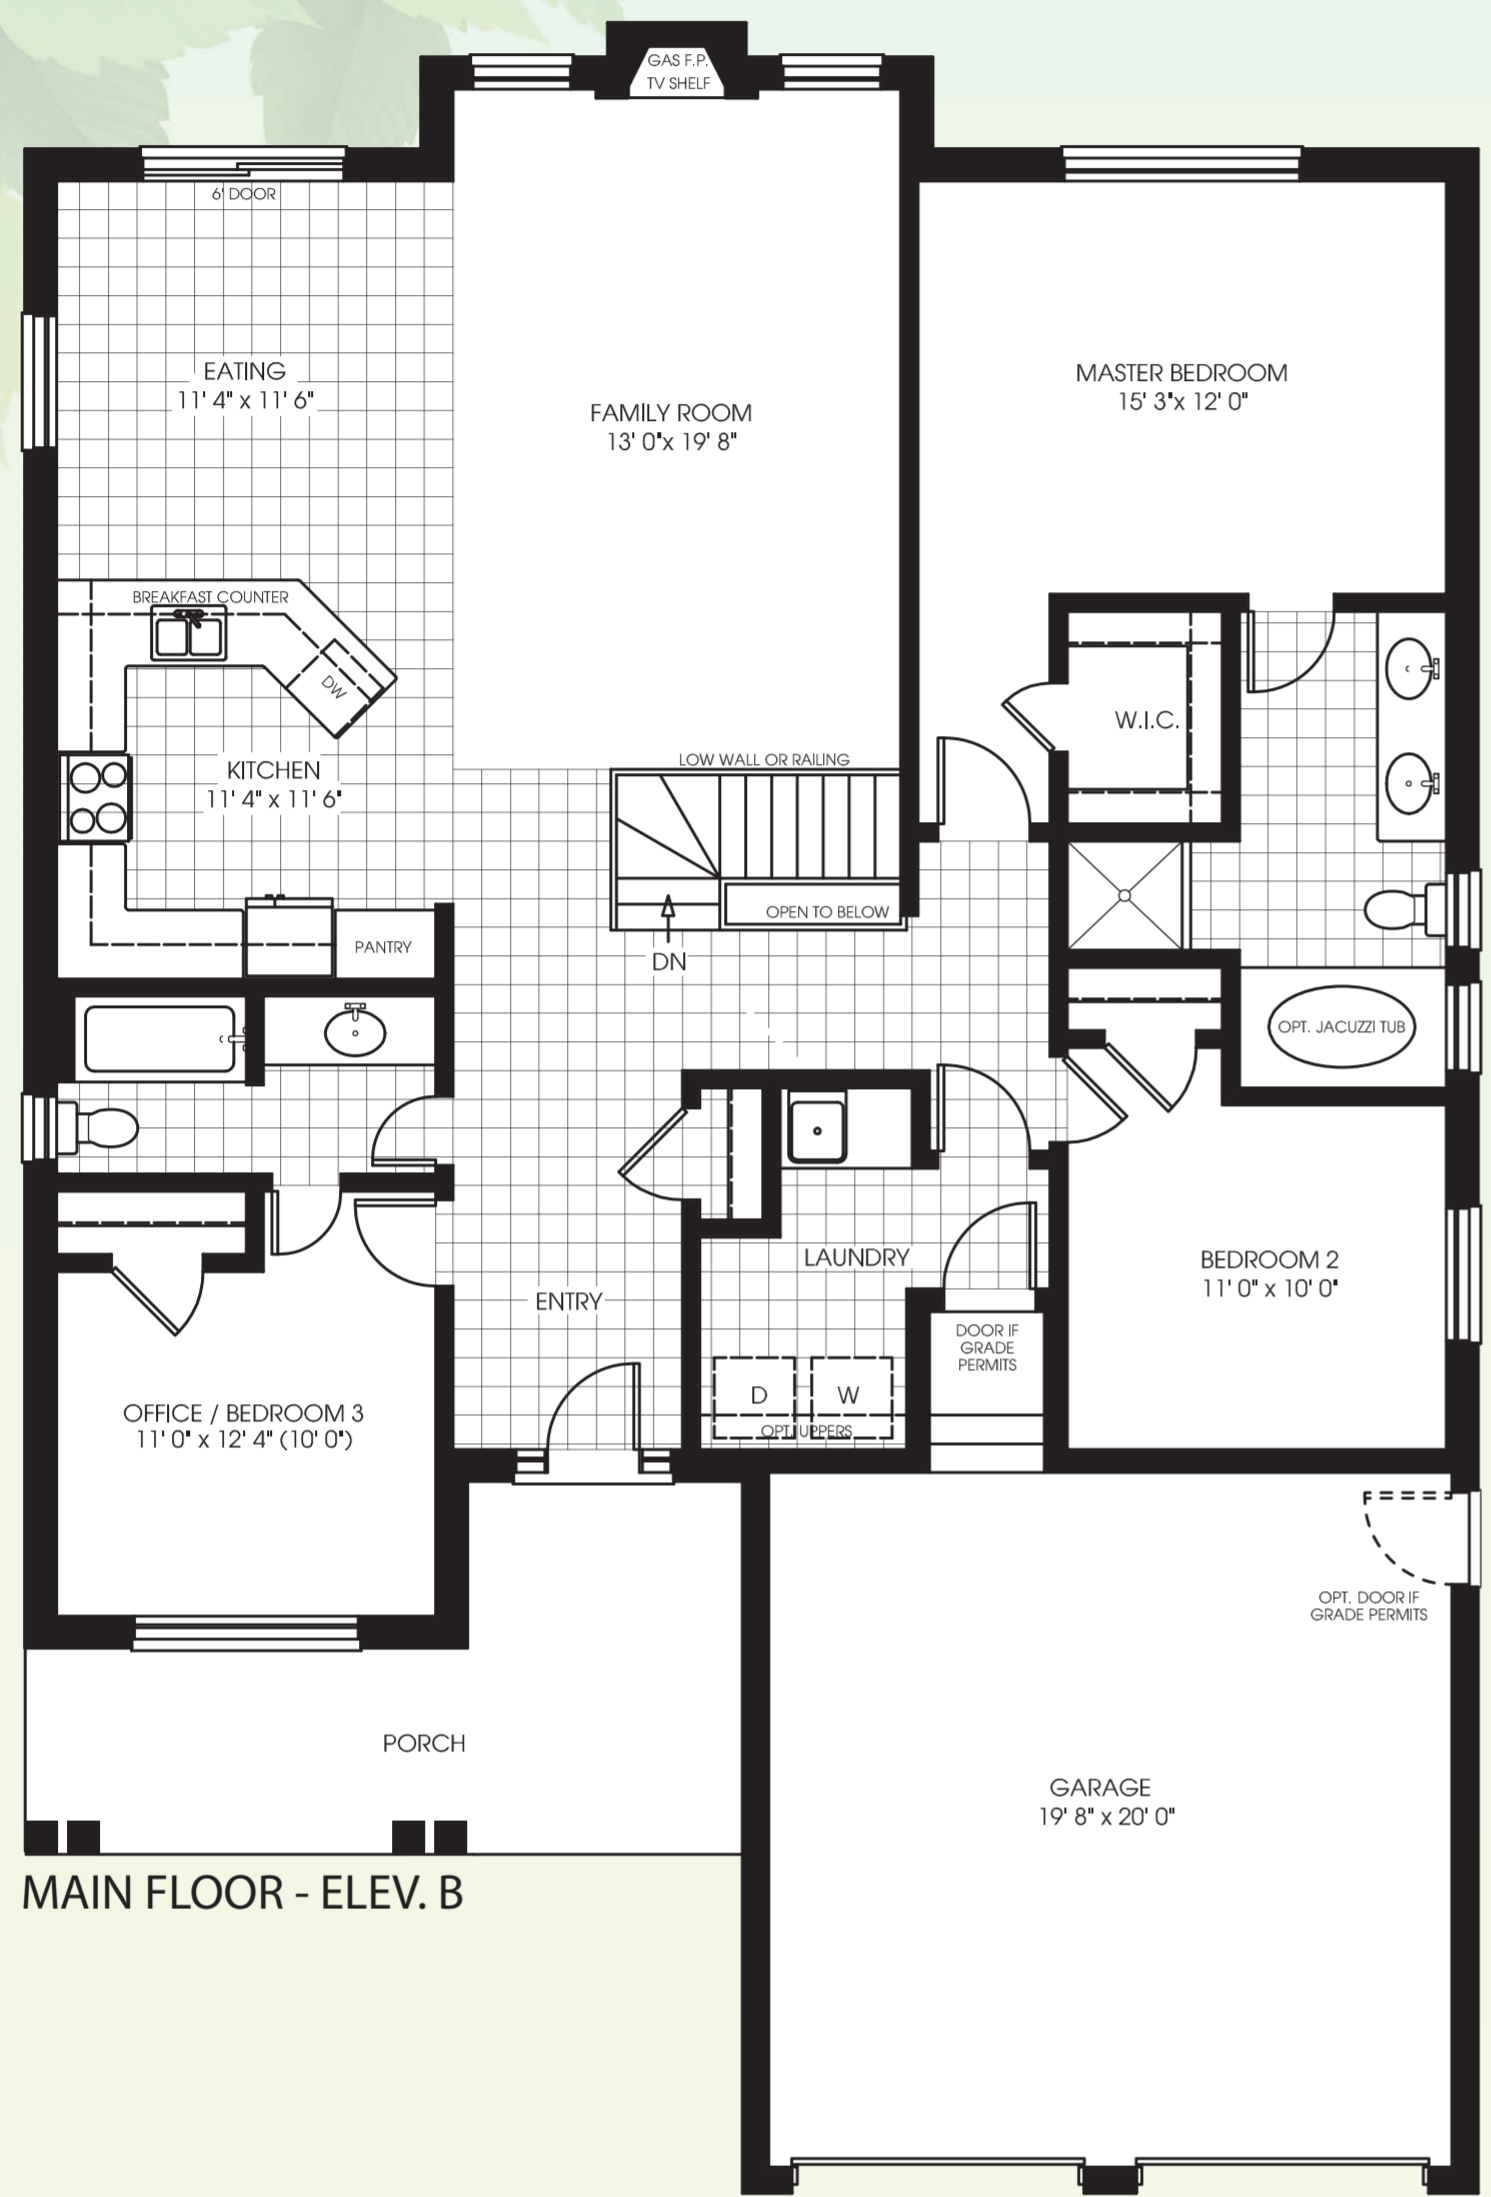 GAS F.P.
TV SHELF
6' DOOR
EATING
11' 4" x 11' 6"
FAMILY ROOM
13' 0"x 19' 8"
MASTER BEDROOM
15' 3"x 12' 0"
BREAKFAST COUNTER
DW
KITCHEN
11' 4" x 11' 6"
LOW WALL OR RAILING
W.I.C.
OPEN TO BELOW
DN
PANTRY
OPT. JACUZZI TUB
LAUNDRY
BEDROOM 2
11' 0" x 10' 0"
ENTRY
DOOR IF
GRADE
PERMITS
D
W
OPT. UPPERS
OFFICE / BEDROOM 3
11' 0" x 12' 4" (10' 0")
OPT. DOOR IF
GRADE PERMITS
PORCH
GARAGE
19' 8" x 20' 0"
MAIN FLOOR - ELEV. B